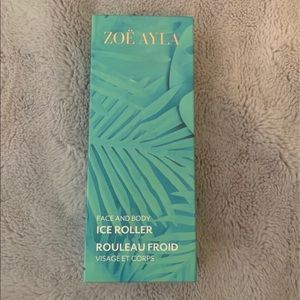 ZOË AYLA
FACE AND BODY
ICE ROLLER
ROULEAU FROID
VISAGE ET CORPS